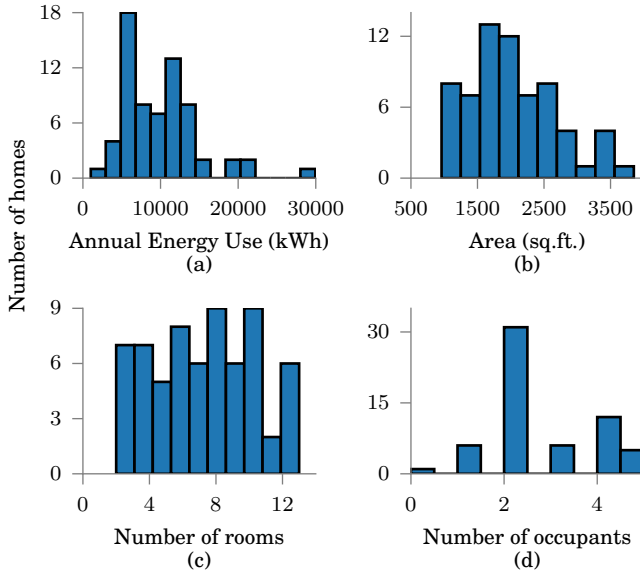 Number of homes
18
12
6
0
0 10000 20000 30000
Annual Energy Use (kWh)
(a)
12
6
0
500 1500 2500 3500
Area (sq.ft.)
(b)
9
6
3
0
0 4 8 12
Number of rooms
(c)
30
15
0
0 2 4
Number of occupants
(d)